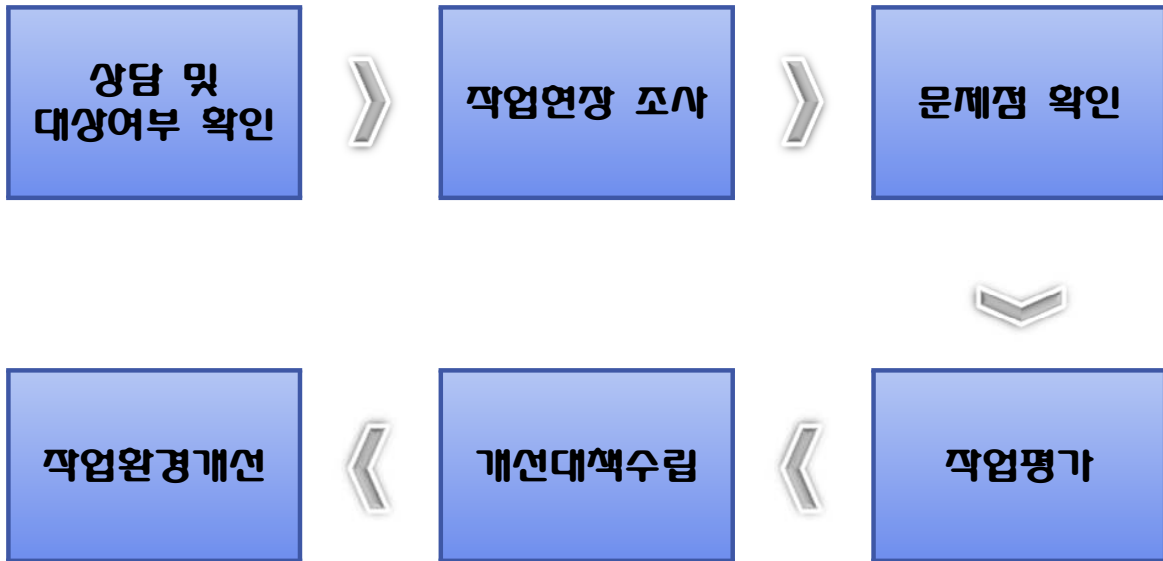 상담 및
대상여부 확인
작업현장 조사
문제점 확인
작업평가
개선대책수립
작업환경개선